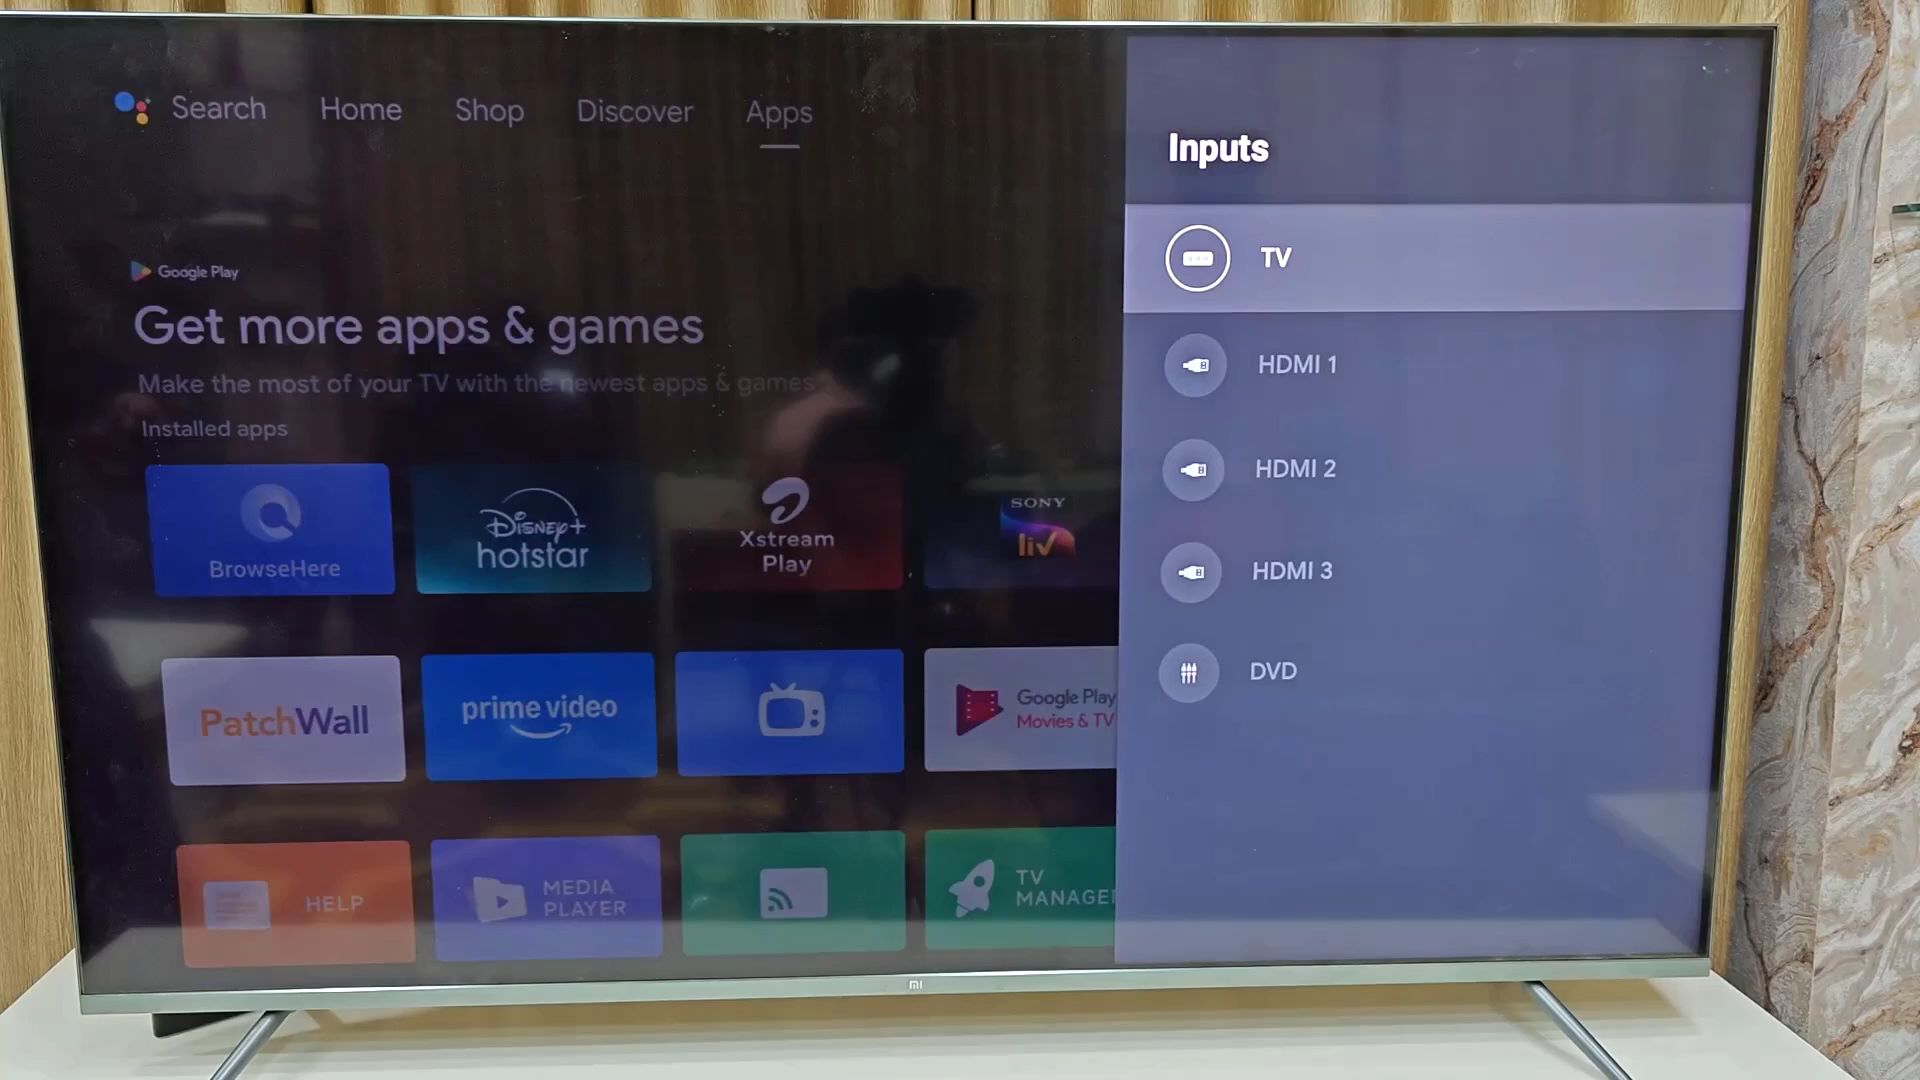 Search Home Shop Discover Apps
Google Play
Get more apps & games
Make the most of your TV with the newest apps & games
Installed apps
BrowseHere
Disney+
hotstar
Xstream
Play
SONY
liv
PatchWall
prime video
Google Play
Movies & TV
HELP
MEDIA
PLAYER
TV
MANAGER
Inputs
TV
HDMI 1
HDMI 2
HDMI 3
DVD
mi